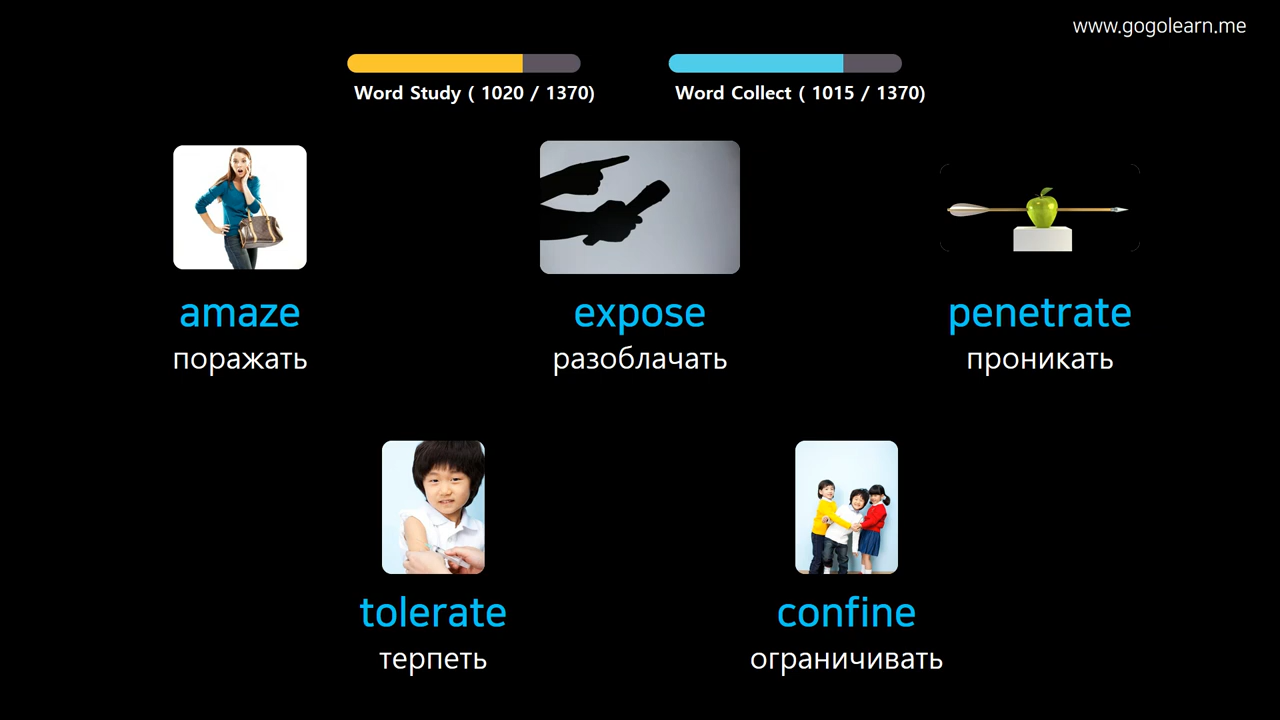 www.gogolearn.me
Word Study ( 1020 / 1370)
Word Collect ( 1015 / 1370)
amaze
поражать
expose
разоблачать
penetrate
проникать
tolerate
терпеть
confine
ограничивать